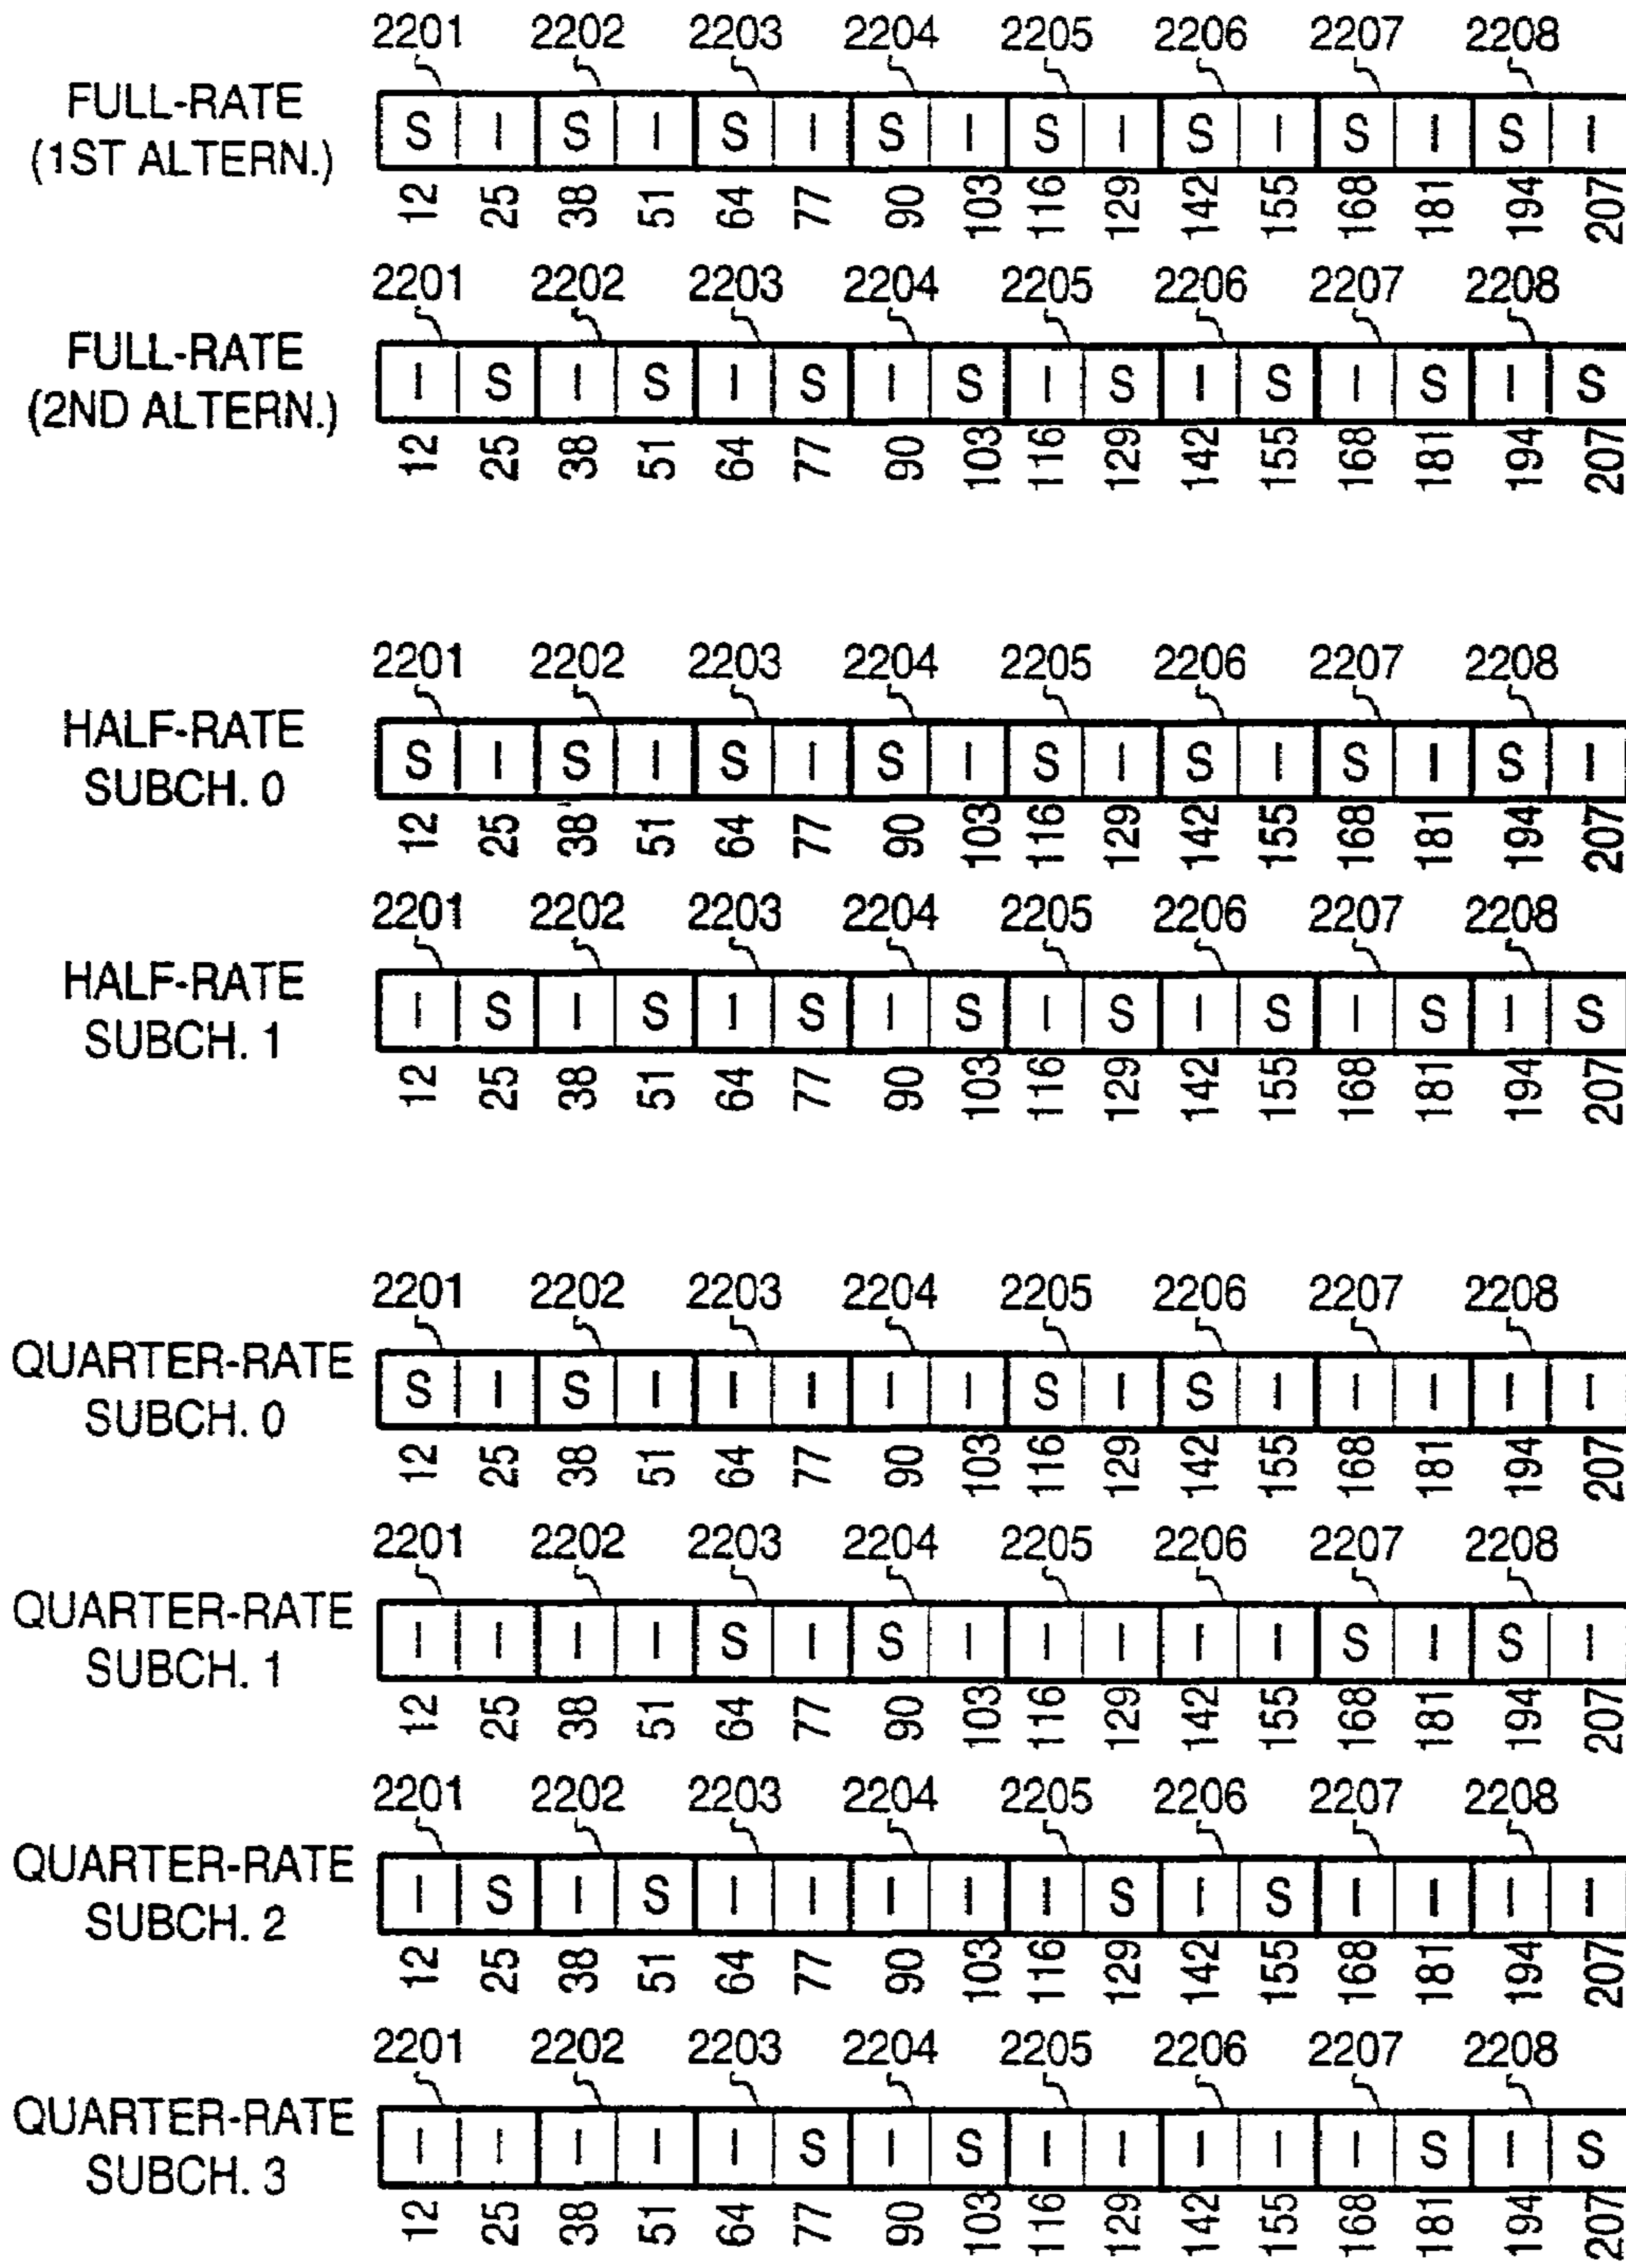 2201 2202 2203 2204 2205 2206 2207 2208
FULL-RATE
(1ST ALTERN.)
S I S I S I S I S I S I S I S I
12 25 38 51 64 77 90 103 116 129 142 155 168 181 194 207
2201 2202 2203 2204 2205 2206 2207 2208
FULL-RATE
(2ND ALTERN.)
I S I S I S I S I S I S I S I S
12 25 38 51 64 77 90 103 116 129 142 155 168 181 194 207
2201 2202 2203 2204 2205 2206 2207 2208
HALF-RATE
SUBCH. 0
S I S I S I S I S I S I S I S I
12 25 38 51 64 77 90 103 116 129 142 155 168 181 194 207
2201 2202 2203 2204 2205 2206 2207 2208
HALF-RATE
SUBCH. 1
I S I S I S I S I S I S I S I S
12 25 38 51 64 77 90 103 116 129 142 155 168 181 194 207
2201 2202 2203 2204 2205 2206 2207 2208
QUARTER-RATE
SUBCH. 0
S I S I I I I I S I S I I I I I
12 25 38 51 64 77 90 103 116 129 142 155 168 181 194 207
2201 2202 2203 2204 2205 2206 2207 2208
QUARTER-RATE
SUBCH. 1
I I I I S I S I I I I I S I S I
12 25 38 51 64 77 90 103 116 129 142 155 168 181 194 207
2201 2202 2203 2204 2205 2206 2207 2208
QUARTER-RATE
SUBCH. 2
I S I S I I I I I S I S I I I I
12 25 38 51 64 77 90 103 116 129 142 155 168 181 194 207
2201 2202 2203 2204 2205 2206 2207 2208
QUARTER-RATE
SUBCH. 3
I I I I I S I S I I I I I S I S
12 25 38 51 64 77 90 103 116 129 142 155 168 181 194 207